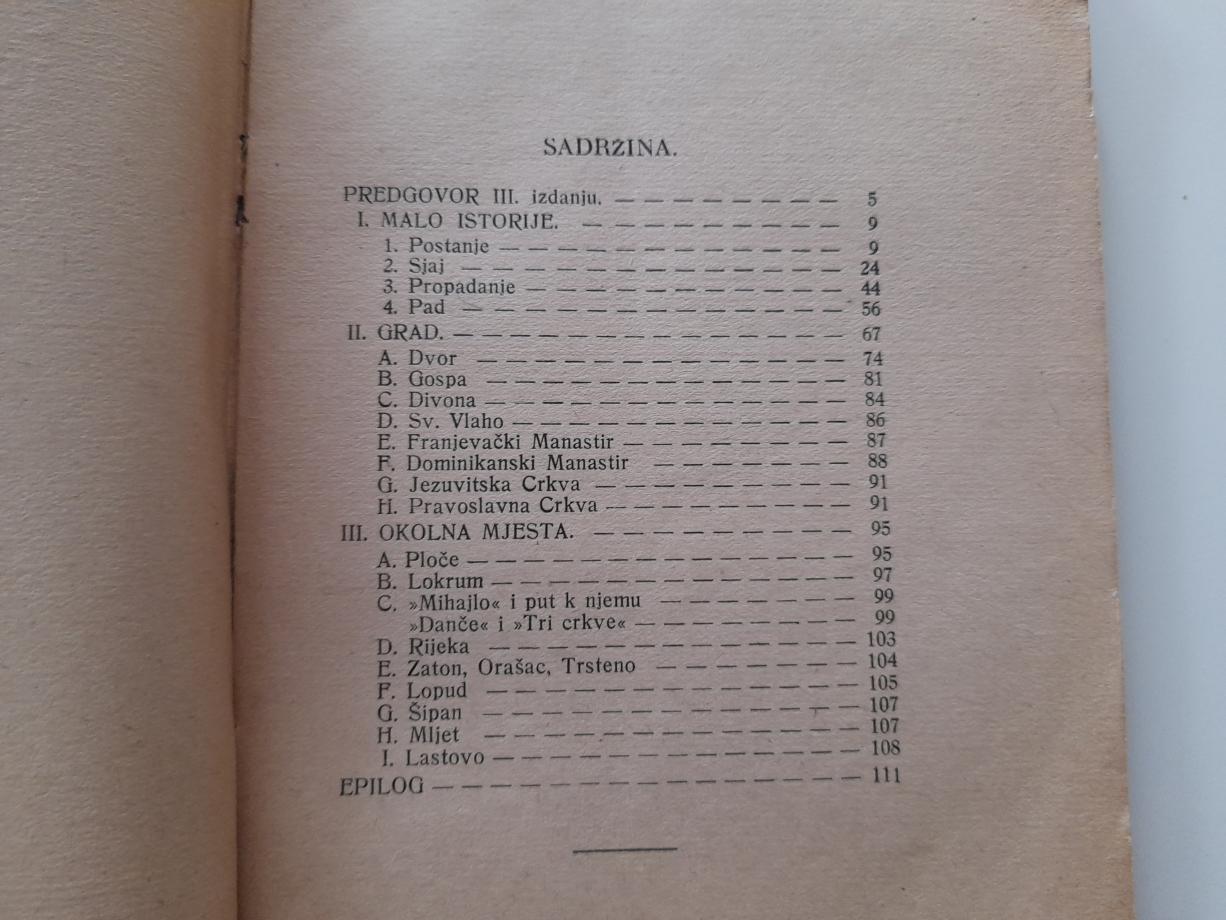 SADRŽINA.
PREDGOVOR III. izdanju. — — — — — — — — 5
I. MALO ISTORIJE. — — — — — — — — — 9
1. Postanje — — — — — — — — — — — — 9
2. Sjaj — — — — — — — — — — — — — 24
3. Propadanje — — — — — — — — — — — 44
4. Pad — — — — — — — — — — — — — 56
II. GRAD. — — — — — — — — — — — — — 67
A. Dvor — — — — — — — — — — — — — 74
B. Gospa — — — — — — — — — — — — 81
C. Divona — — — — — — — — — — — — 84
D. Sv. Vlaho — — — — — — — — — — — 86
E. Franjevački Manastir — — — — — — — — 87
F. Dominikanski Manastir — — — — — — — 88
G. Jezuvitska Crkva — — — — — — — — — 91
H. Pravoslavna Crkva — — — — — — — — 91
III. OKOLNA MJESTA. — — — — — — — — — 95
A. Ploče — — — — — — — — — — — — — 95
B. Lokrum — — — — — — — — — — — — 97
C. »Mihajlo« i put k njemu — — — — — — — 99
»Danče« i »Tri crkve« — — — — — — — — 99
D. Rijeka — — — — — — — — — — — — 103
E. Zaton, Orašac, Trsteno — — — — — — — 104
F. Lopud — — — — — — — — — — — — — 105
G. Šipan — — — — — — — — — — — — — 107
H. Mljet — — — — — — — — — — — — — 107
I. Lastovo — — — — — — — — — — — — 108
EPILOG — — — — — — — — — — — — — — 111